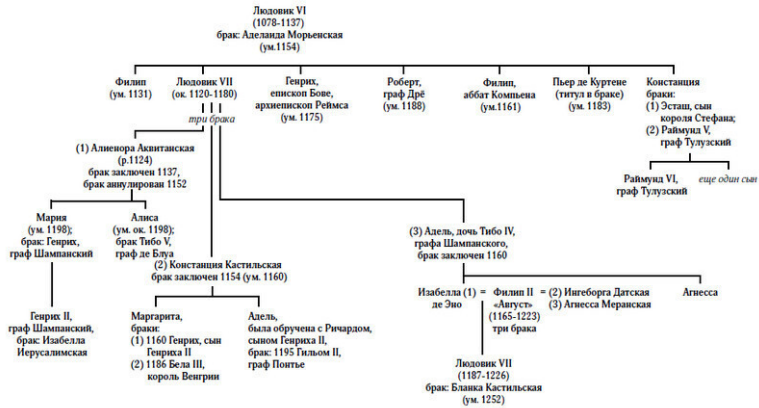 Людовик VI
(1078-1137)
брак: Аделаида Морьенская
(ум.1154)
Филип
(ум. 1131)
Людовик VII
(ок. 1120-1180)
три брака
Генрих,
епископ Бове,
архиепископ Реймса
(ум. 1175)
Роберт,
граф Дрё
(ум. 1188)
Филип,
аббат Компьена
(ум.1161)
Пьер де Куртене
(титул в браке)
(ум. 1183)
Констанция
браки:
(1) Эсташ, сын
короля Стефана;
(2) Раймунд V,
граф Тулузский
Раймунд VI,
граф Тулузский
еще один сын
(1) Алиенора Аквитанская
(р.1124)
брак заключен 1137,
брак аннулирован 1152
Мария
(ум. 1198);
брак: Генрих,
граф Шампанский
Алиса
(ум. ок. 1198);
брак Тибо V,
граф де Блуа
(3) Адель, дочь Тибо IV,
графа Шампанского,
брак заключен 1160
(2) Констанция Кастильская
брак заключен 1154 (ум. 1160)
Генрих II,
граф Шампанский,
брак: Изабелла
Иерусалимская
Маргарита,
браки:
(1) 1160 Генрих, сын
Генриха II
(2) 1186 Бела III,
король Венгрии
Адель,
была обручена с Ричардом,
сыном Генриха II,
брак: 1195 Гильом II,
граф Понтье
Изабелла (1) = Филип II = (2) Ингеборга Датская
де Эно «Август» (3) Агнесса Меранская
(1165-1223)
три брака
Агнесса
Людовик VII
(1187-1226)
брак: Бланка Кастильская
(ум. 1252)